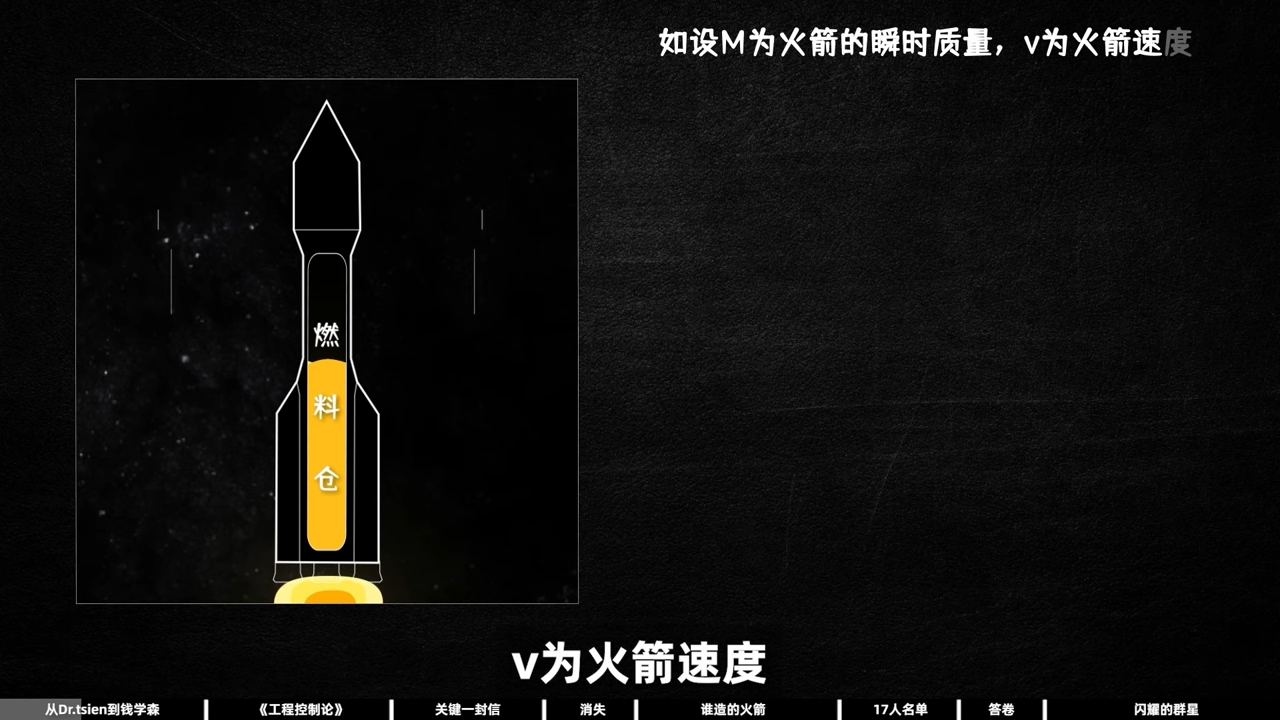 如设M为火箭的瞬时质量，v为火箭速度
燃
料
仓
v为火箭速度
从Dr.tsien到钱学森 《工程控制论》 关键一封信 消失 谁造的火箭 17人名单 答卷 闪耀的群星